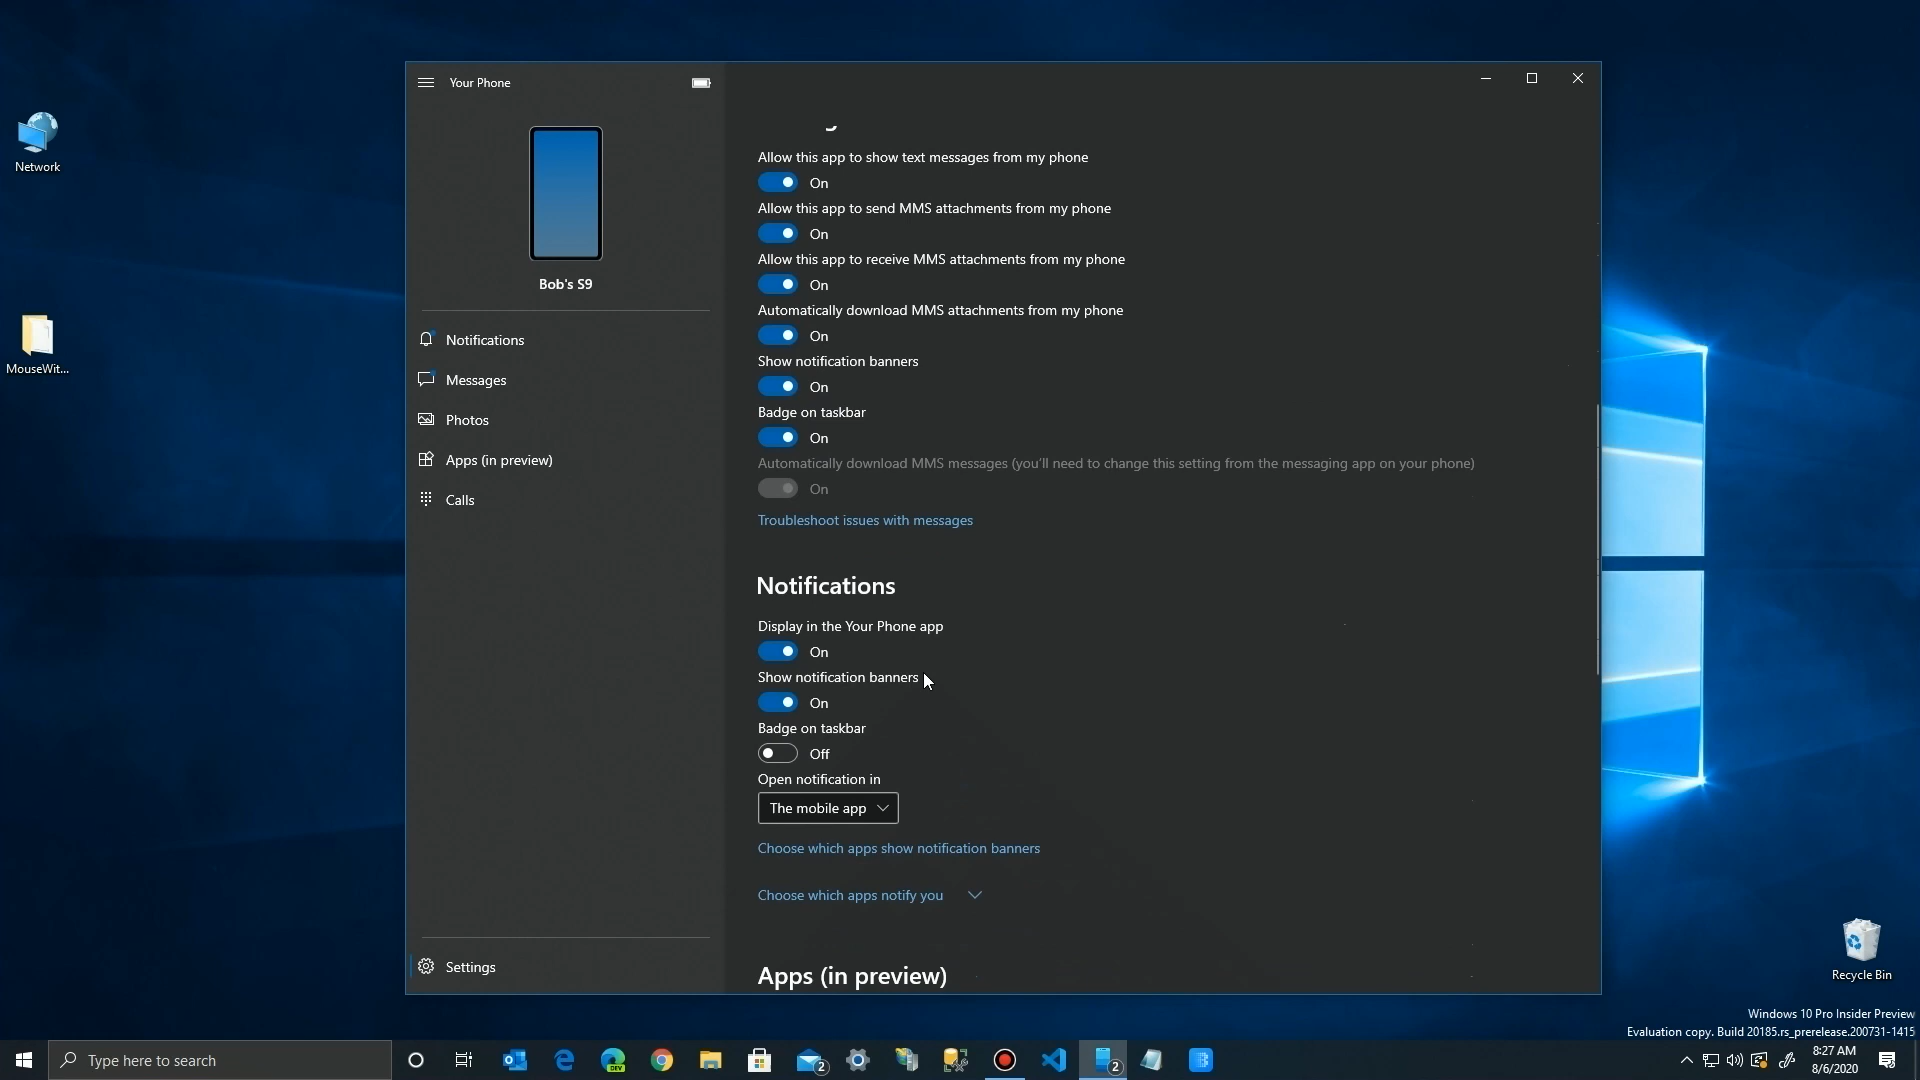 Your Phone
Network
MouseWit...
Bob's S9
Notifications
Messages
Photos
Apps (in preview)
Calls
Settings
Allow this app to show text messages from my phone
On
Allow this app to send MMS attachments from my phone
On
Allow this app to receive MMS attachments from my phone
On
Automatically download MMS attachments from my phone
On
Show notification banners
On
Badge on taskbar
On
Automatically download MMS messages (you'll need to change this setting from the messaging app on your phone)
On
Troubleshoot issues with messages
Notifications
Display in the Your Phone app
On
Show notification banners
On
Badge on taskbar
Off
Open notification in
The mobile app
Choose which apps show notification banners
Choose which apps notify you
Apps (in preview)
Recycle Bin
Windows 10 Pro Insider Preview
Evaluation copy. Build 20185.rs_prerelease.200731-1415
Type here to search
DEV
2
2
8:27 AM
8/6/2020